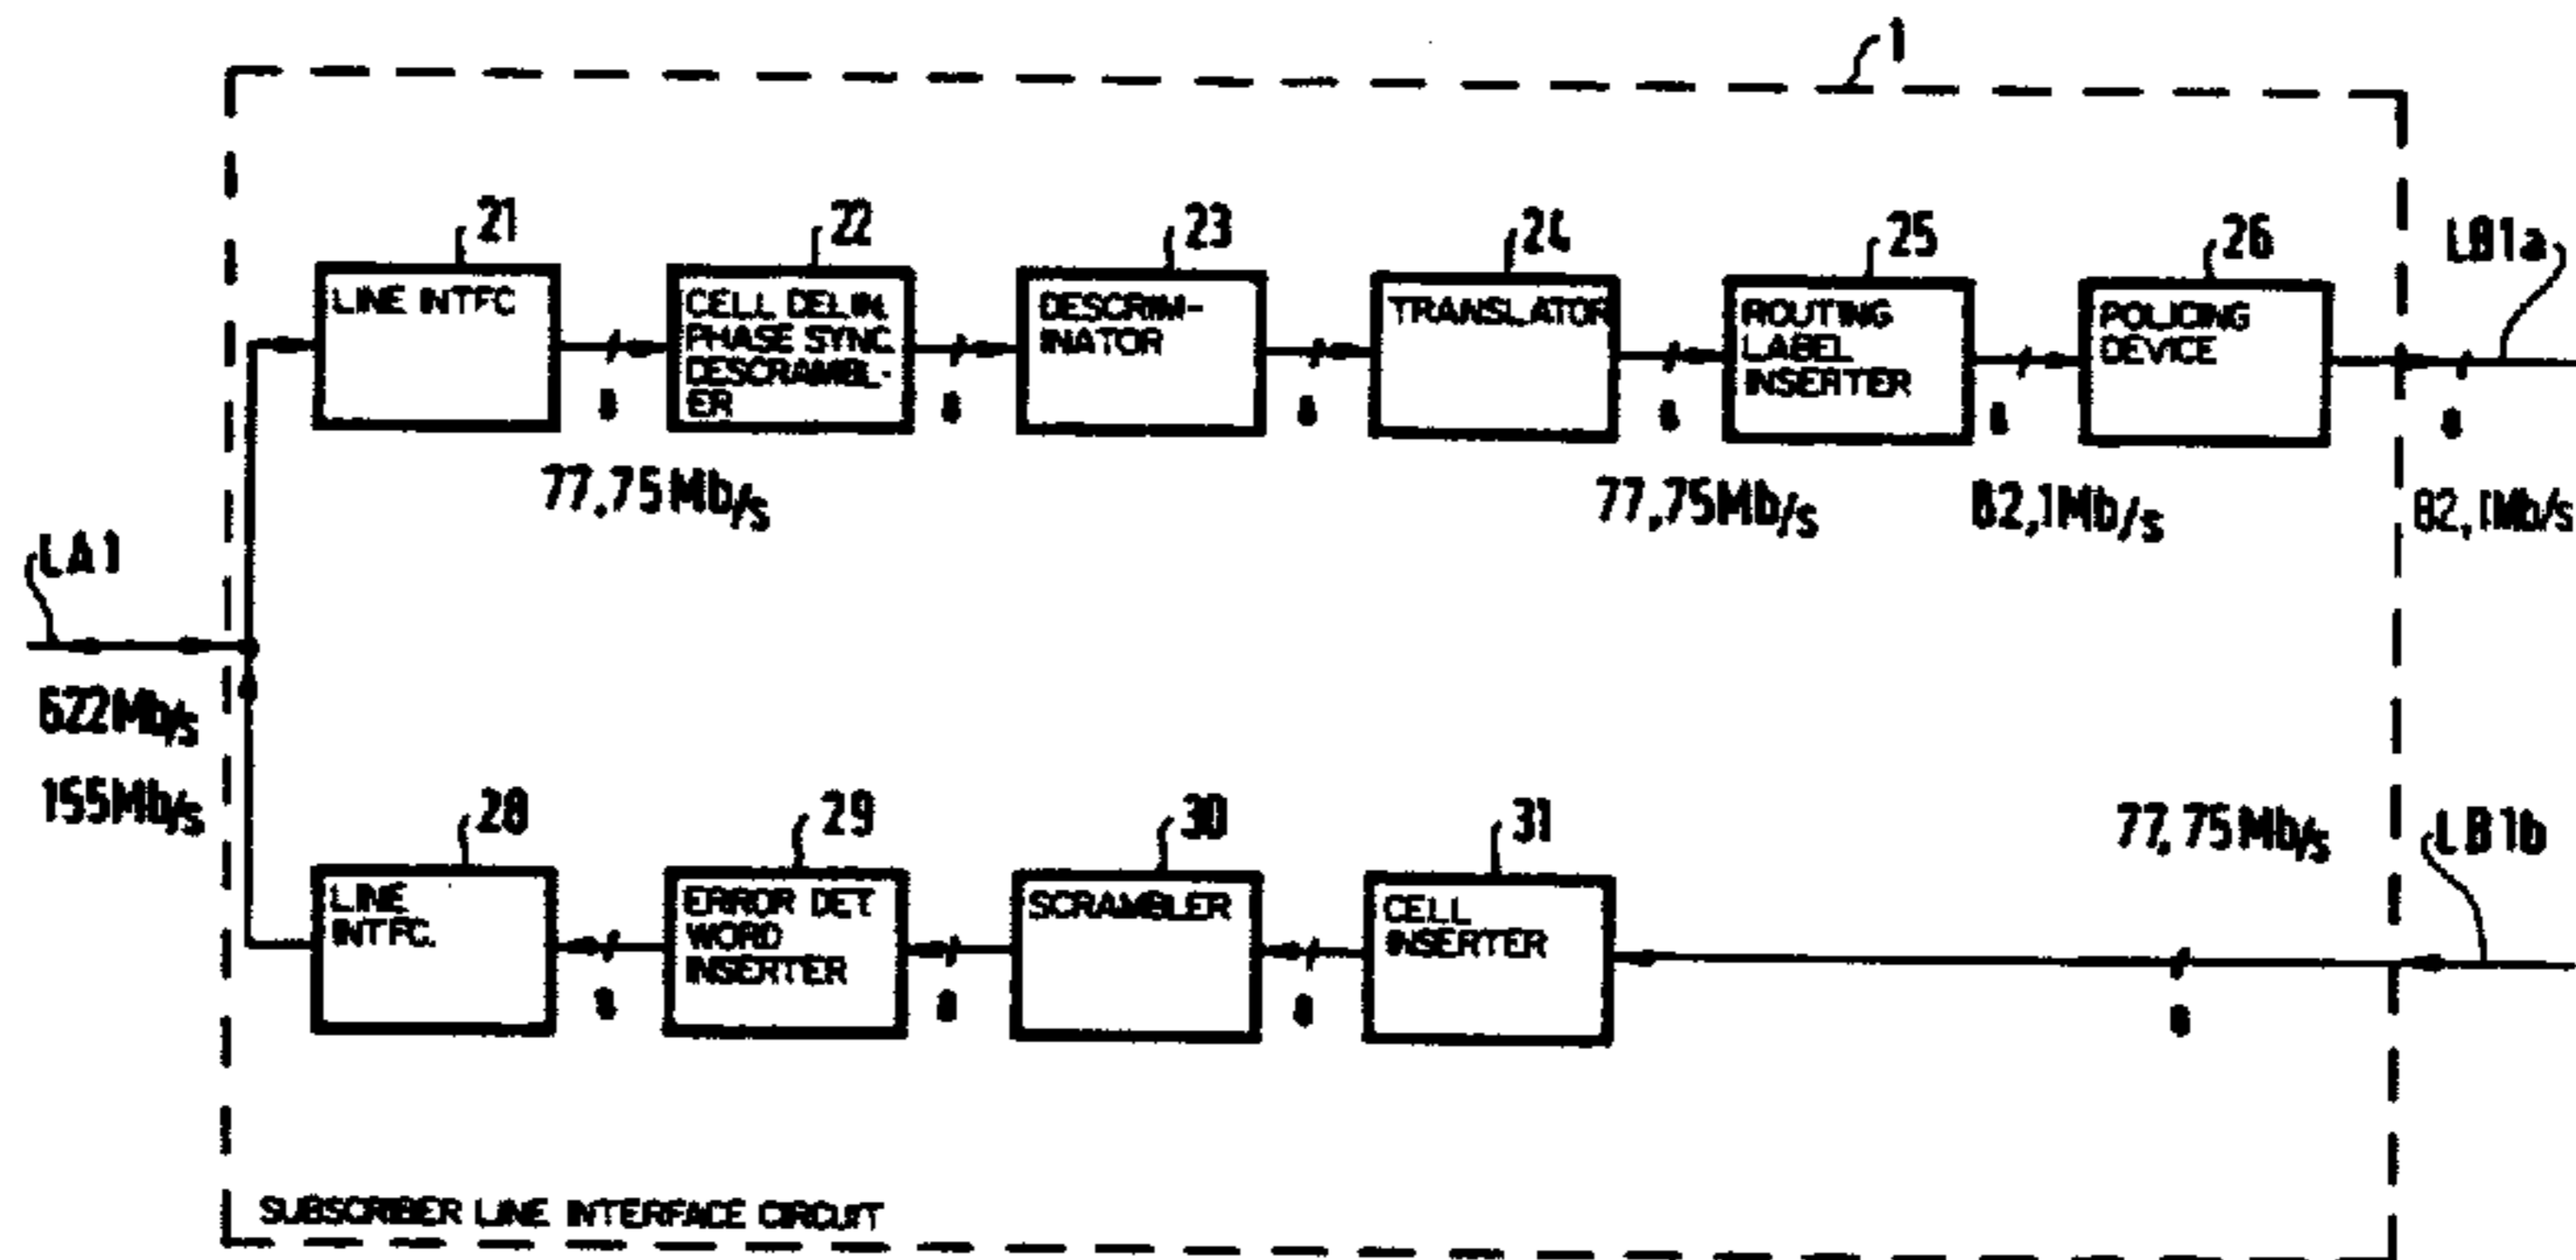 1
21
22
23
24
25
26
LB1a
LINE INTFC
CELL DELIN.
PHASE SYNC
DESCRAMBL-
ER
DESCRIM-
INATOR
TRANSLATOR
ROUTING
LABEL
INSERTER
POLICING
DEVICE
8
8
8
8
8
8
77,75Mb/s
77,75Mb/s
82,1Mb/s
82,1Mb/s
LA1
622Mb/s
155Mb/s
28
29
30
31
77,75Mb/s
LB1b
LINE
INTFC.
ERROR DET
WORD
INSERTER
SCRAMBLER
CELL
INSERTER
8
8
8
8
SUBSCRIBER LINE INTERFACE CIRCUIT